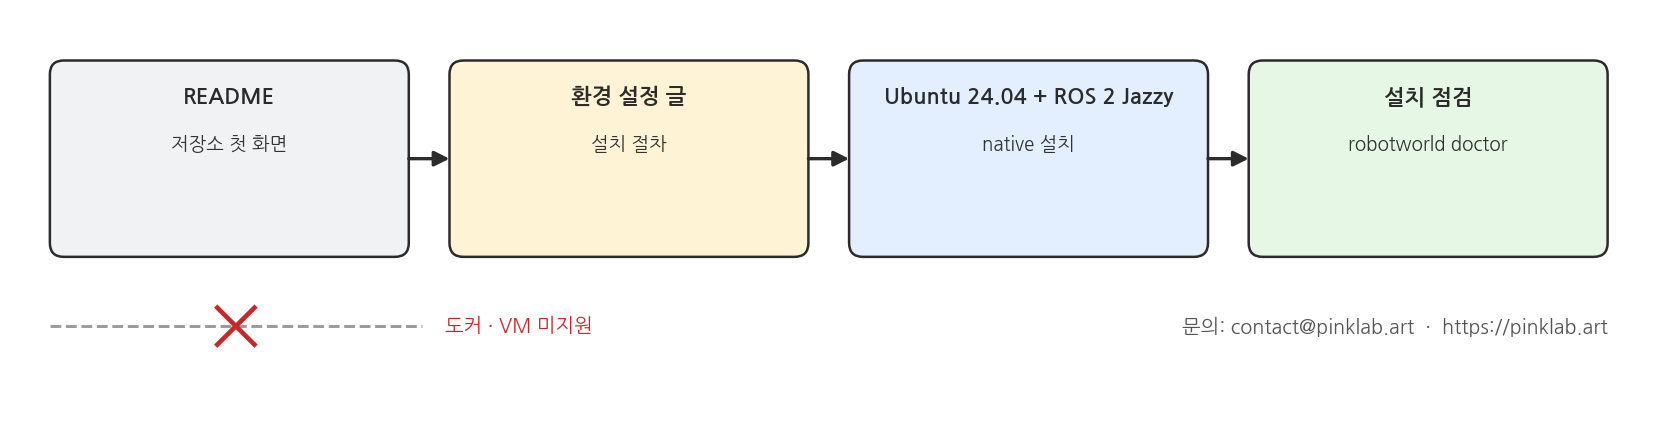 README
저장소 첫 화면
환경 설정 글
설치 절차
Ubuntu 24.04 + ROS 2 Jazzy
native 설치
설치 점검
robotworld doctor
도커 · VM 미지원
문의: contact@pinklab.art · https://pinklab.art